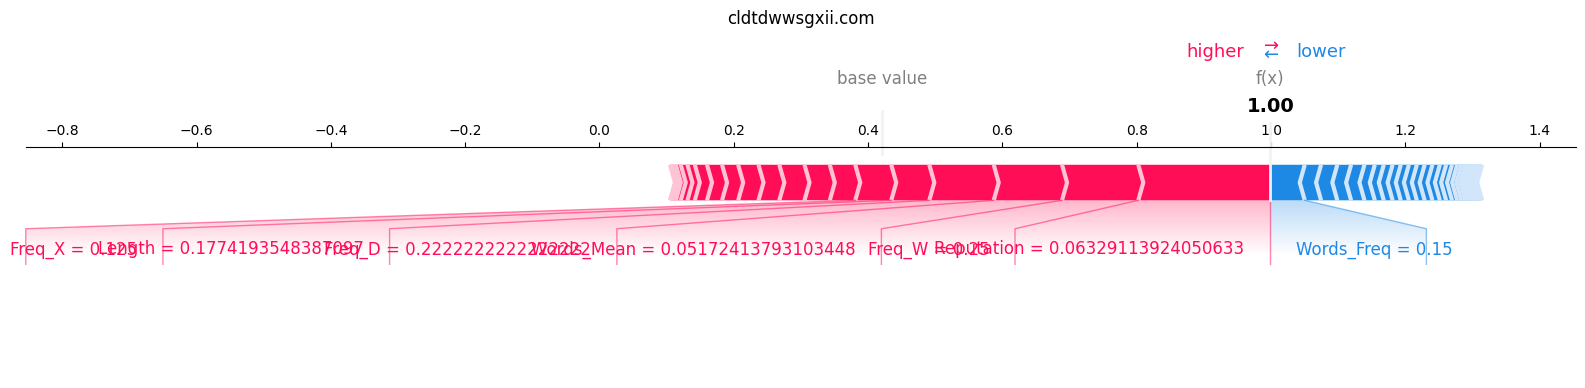 cldtdwwsgxii.com
higher ⇄ lower
base value f(x)
1.00
−0.8 −0.6 −0.4 −0.2 0.0 0.2 0.4 0.6 0.8 1.0 1.2 1.4
Freq_X = 0.125 Length = 0.1774193548387097 Freq_D = 0.2222222222222222 Words_Mean = 0.05172413793103448 Freq_W = 0.25 Reputation = 0.06329113924050633 Words_Freq = 0.15